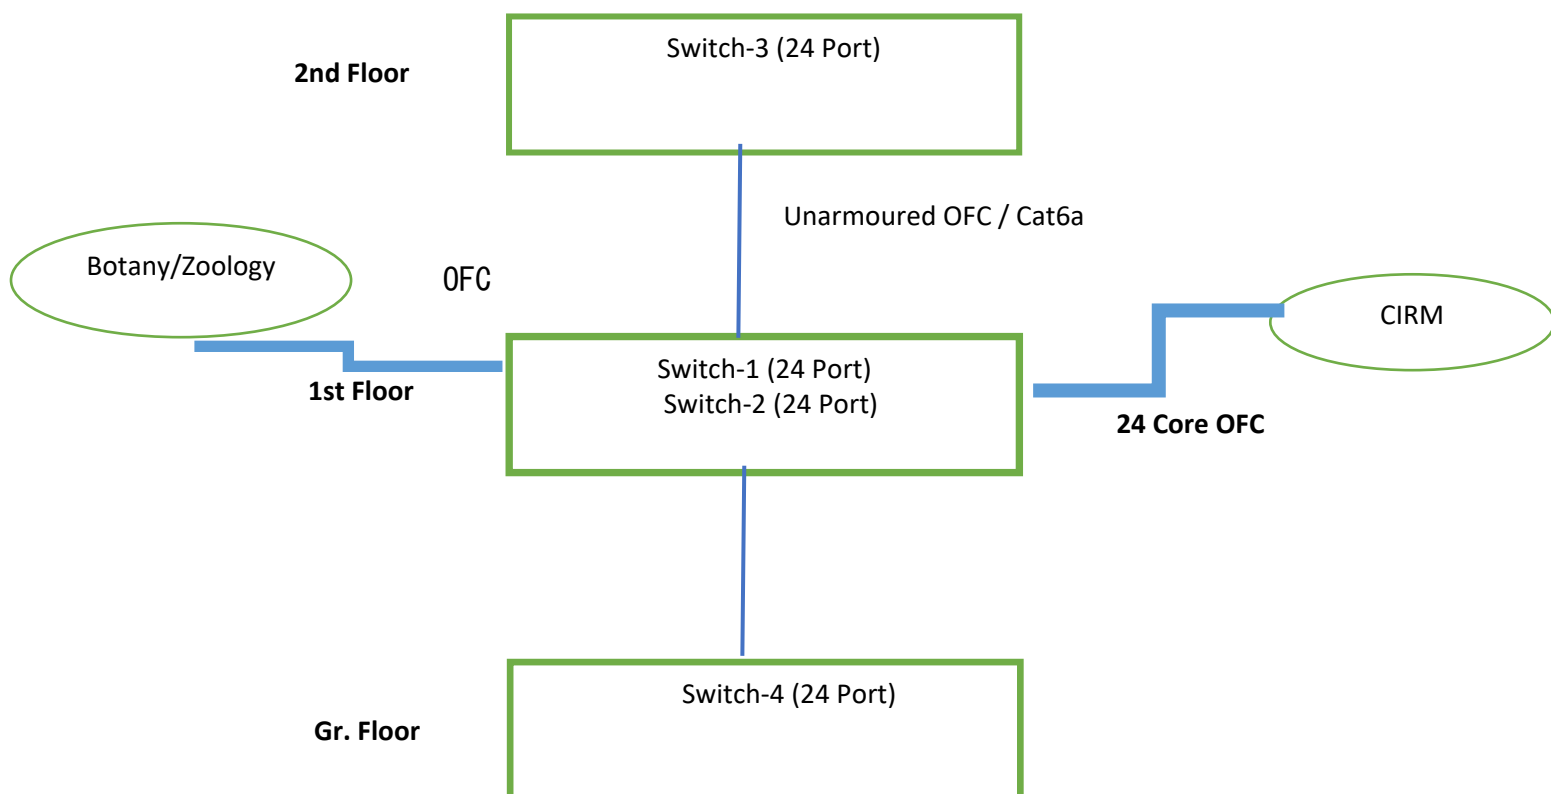 Switch-3 (24 Port)
2nd Floor
Unarmoured OFC / Cat6a
Botany/Zoology
OFC
CIRM
Switch-1 (24 Port)
Switch-2 (24 Port)
1st Floor
24 Core OFC
Switch-4 (24 Port)
Gr. Floor